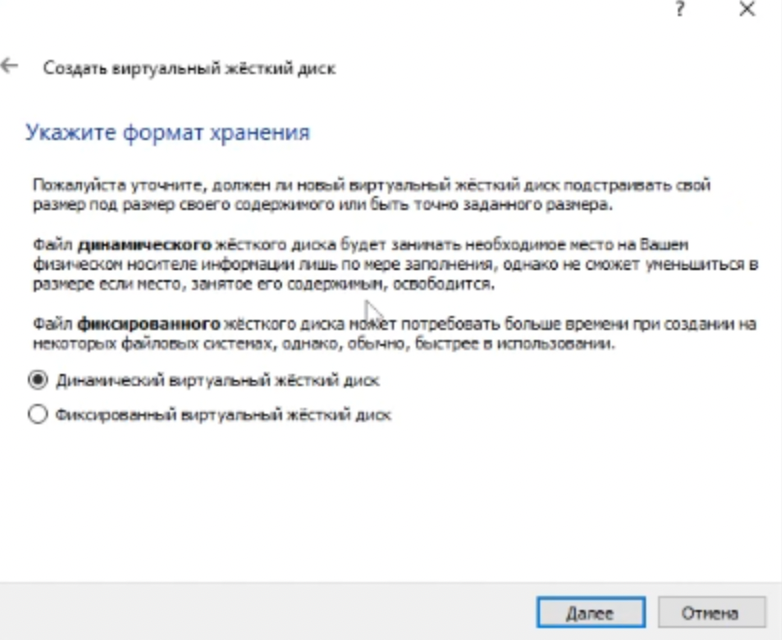 ?
Создать виртуальный жёсткий диск
Укажите формат хранения
Пожалуйста уточните, должен ли новый виртуальный жёсткий диск подстраивать свой
размер под размер своего содержимого или быть точно заданного размера.
Файл динамического жёсткого диска будет занимать необходимое место на Вашем
физическом носителе информации лишь по мере заполнения, однако не сможет уменьшиться в
размере если место, занятое его содержимым, освободится.
Файл фиксированного жёсткого диска может потребовать больше времени при создании на
некоторых файловых системах, однако, обычно, быстрее в использовании.
Динамический виртуальный жёсткий диск
Фиксированный виртуальный жёсткий диск
Далее
Отмена